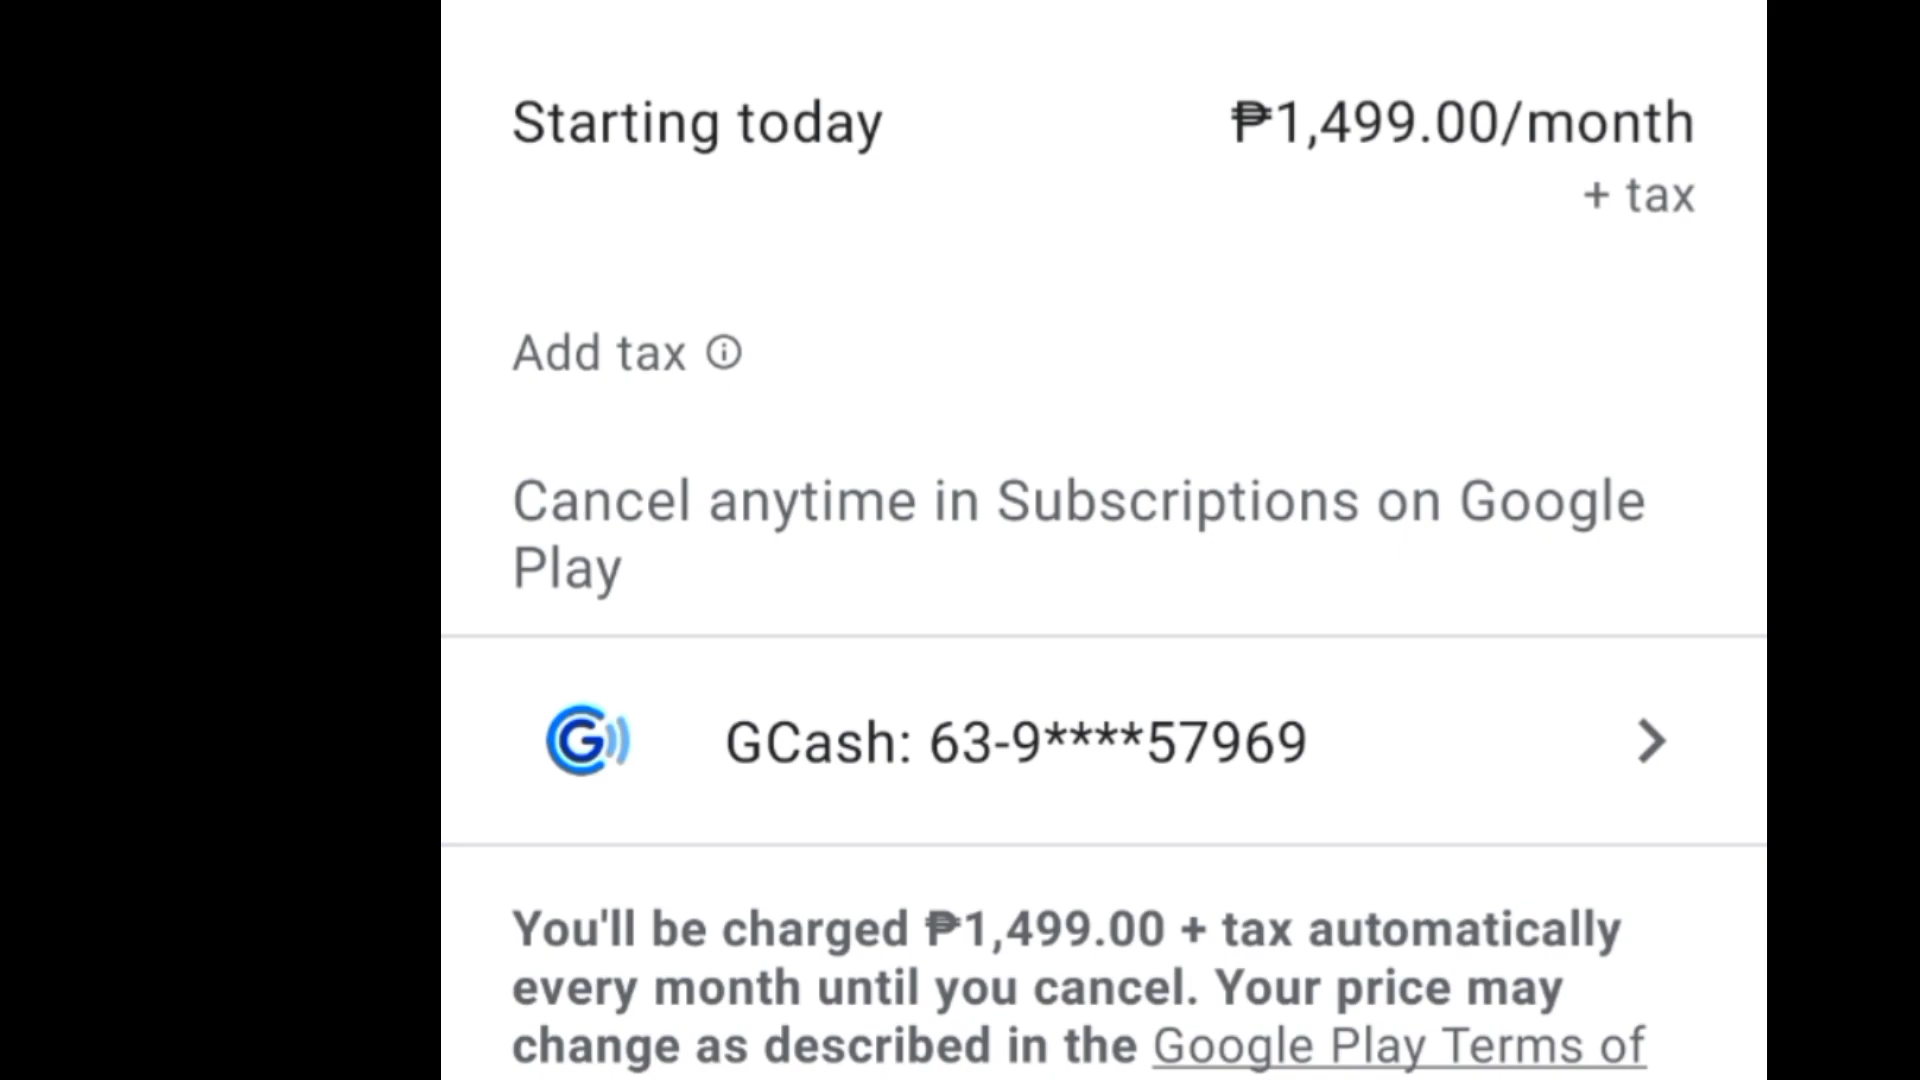 Starting today ₱1,499.00/month
+ tax
Add tax
Cancel anytime in Subscriptions on Google
Play
GCash: 63-9****57969
You'll be charged ₱1,499.00 + tax automatically
every month until you cancel. Your price may
change as described in the Google Play Terms of